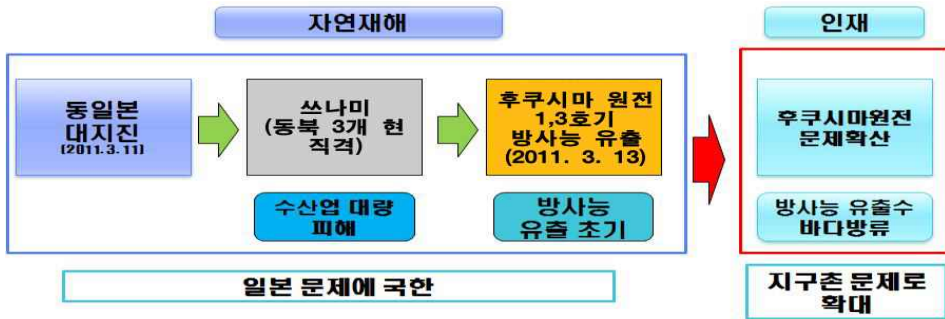 자연재해
인재
동일본
대지진
(2011.3.11)
쓰나미
(동북 3개 현
직격)
후쿠시마 원전
1,3호기
방사능 유출
(2011. 3. 13)
후쿠시마원전
문제확산
수산업 대량
피해
방사능
유출 초기
방사능 유출수
바다방류
일본 문제에 국한
지구촌 문제로
확대